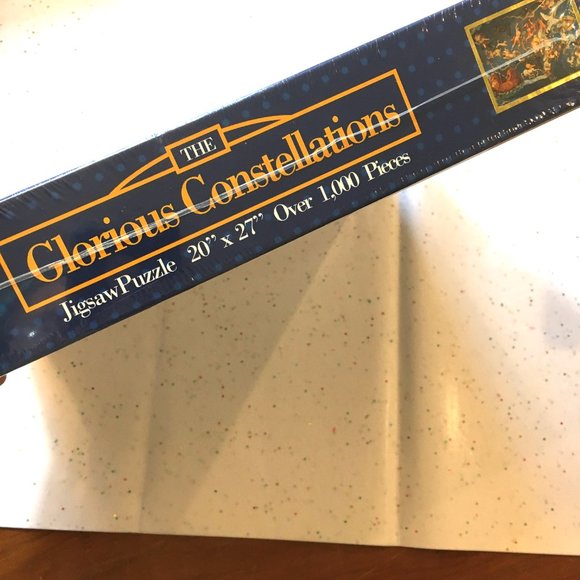 THE
Glorious Constellations
JigsawPuzzle 20" x 27" Over 1,000 Pieces